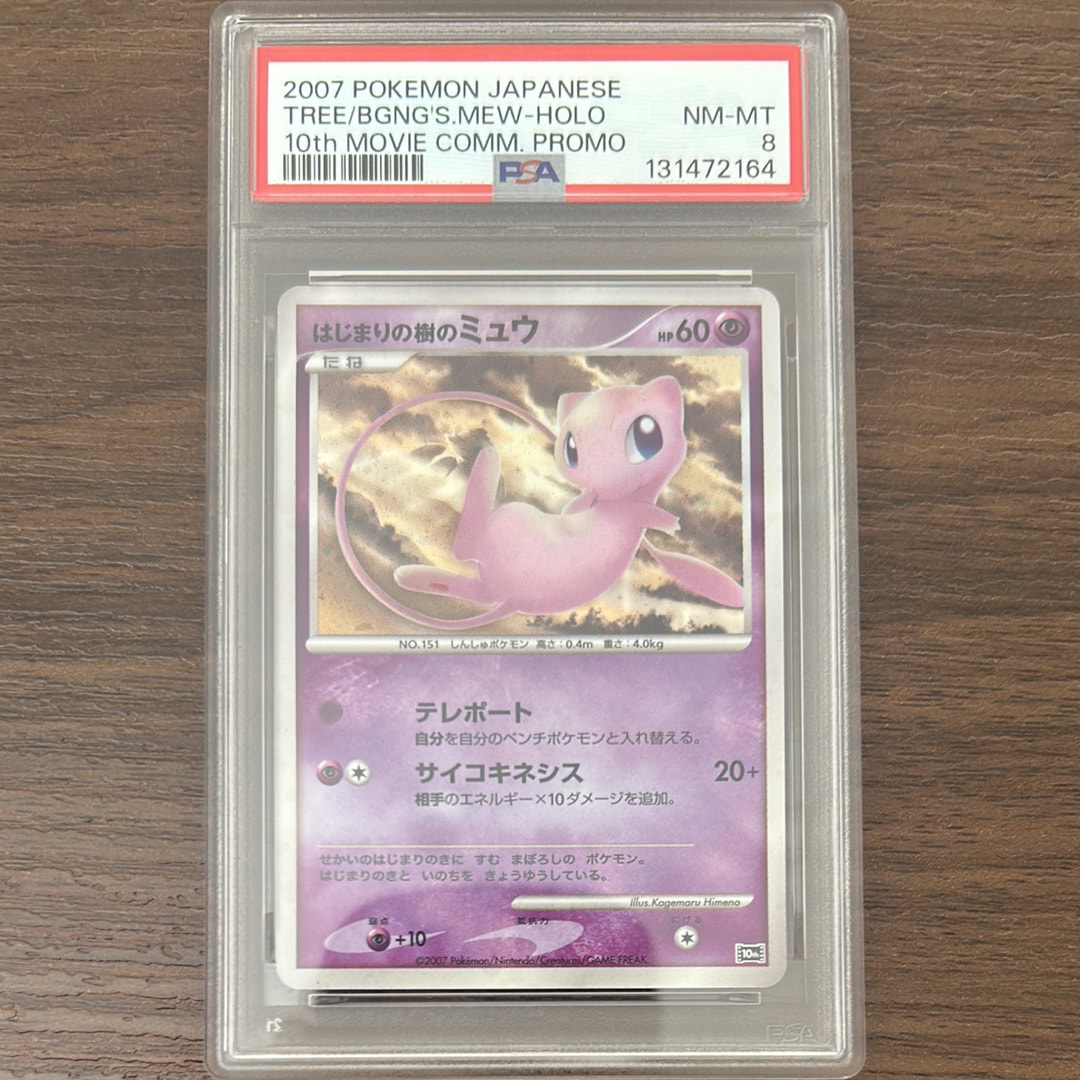 2007 POKEMON JAPANESE
TREE/BGNG'S.MEW-HOLO NM-MT
10th MOVIE COMM. PROMO 8
PSA 131472164
はじまりの樹のミュウ HP60
たね
NO.151 しんしゅポケモン 高さ:0.4m 重さ:4.0kg
テレポート
自分を自分のベンチポケモンと入れ替える。
サイコキネシス 20+
相手のエネルギー×10ダメージを追加。
せかいのはじまりのきに すむ まぼろしの ポケモン。
はじまりのきと いのちを きょうゆうしている。
Illus.Kagemaru Himeno
弱点 抵抗力 にげる
+10
10th
©2007 Pokémon/Nintendo/Creatures/GAME FREAK.
21 PSA